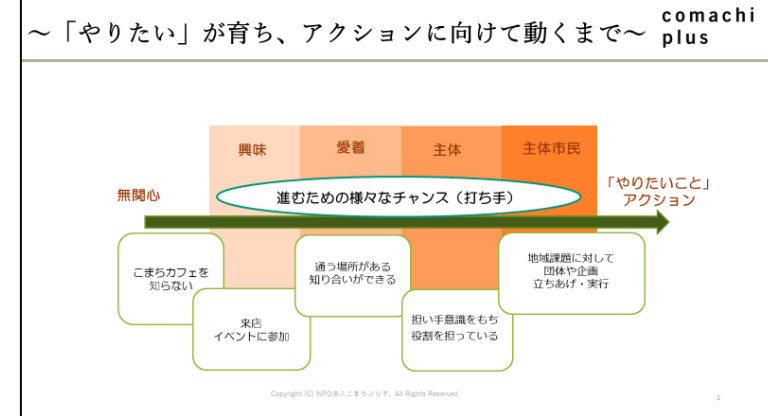 ～「やりたい」が育ち、アクションに向けて動くまで～
comachi
plus
興味
愛着
主体
主体市民
無関心
進むための様々なチャンス（打ち手）
「やりたいこと」
アクション
こまちカフェを
知らない
来店
イベントに参加
通う場所がある
知り合いができる
担い手意識をもち
役割を担っている
地域課題に対して
団体や企画
立ちあげ・実行
Copyright (C) NPO法人こまちぷらす. All Rights Reserved.
4